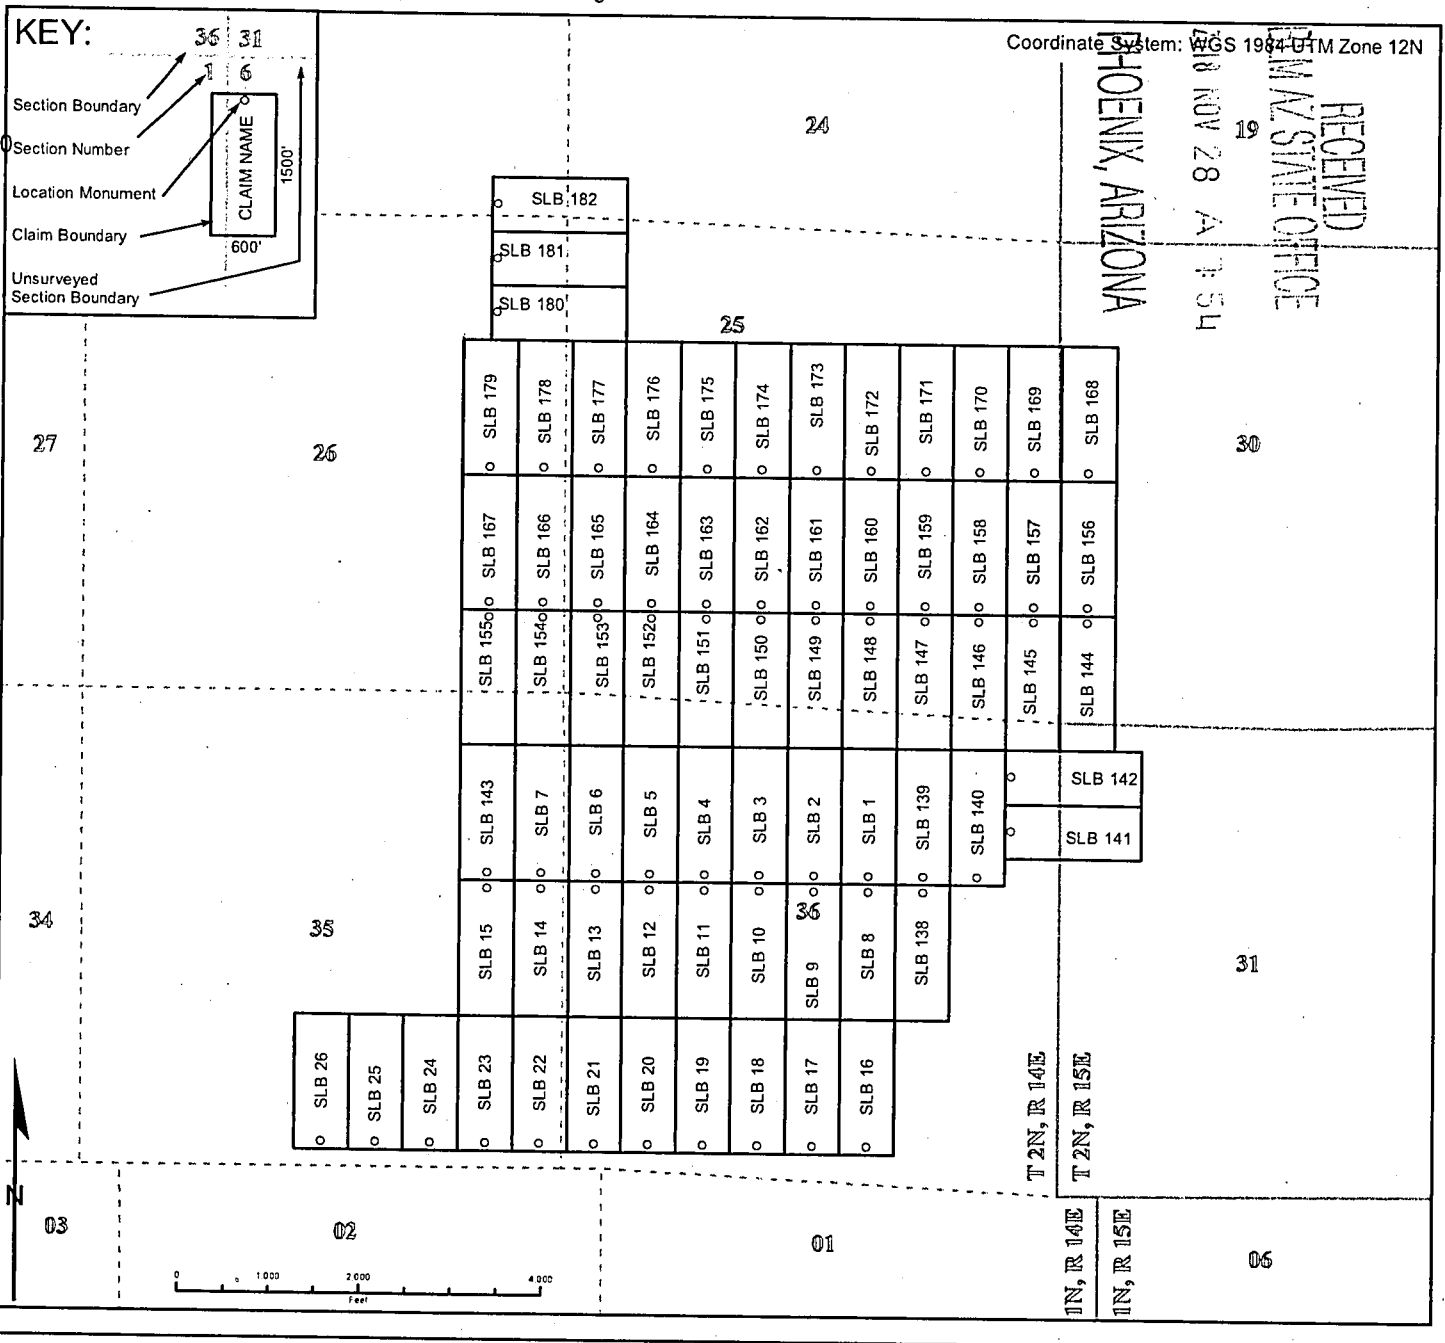 KEY:
36 31
1 6
Section Boundary
Section Number
Location Monument
Claim Boundary
Unsurveyed
Section Boundary
CLAIM NAME
1500'
600'
Coordinate System: WGS 1984 UTM Zone 12N
RECEIVED
BLM AZ STATE OFFICE
NOV 28 A
PHOENIX, ARIZONA
24
19
SLB 182
SLB 181
SLB 180
25
27
26
30
SLB 179
SLB 178
SLB 177
SLB 176
SLB 175
SLB 174
SLB 173
SLB 172
SLB 171
SLB 170
SLB 169
SLB 168
SLB 167
SLB 166
SLB 165
SLB 164
SLB 163
SLB 162
SLB 161
SLB 160
SLB 159
SLB 158
SLB 157
SLB 156
SLB 155
SLB 154
SLB 153
SLB 152
SLB 151
SLB 150
SLB 149
SLB 148
SLB 147
SLB 146
SLB 145
SLB 144
SLB 143
SLB 7
SLB 6
SLB 5
SLB 4
SLB 3
SLB 2
SLB 1
SLB 139
SLB 140
SLB 142
SLB 141
34
35
36
31
SLB 15
SLB 14
SLB 13
SLB 12
SLB 11
SLB 10
SLB 9
SLB 8
SLB 138
SLB 26
SLB 25
SLB 24
SLB 23
SLB 22
SLB 21
SLB 20
SLB 19
SLB 18
SLB 17
SLB 16
T 2N, R 14E
T 2N, R 15E
N
03
02
01
06
1N, R 14E
1N, R 15E
0 1 000 2 000 4 000
Feet